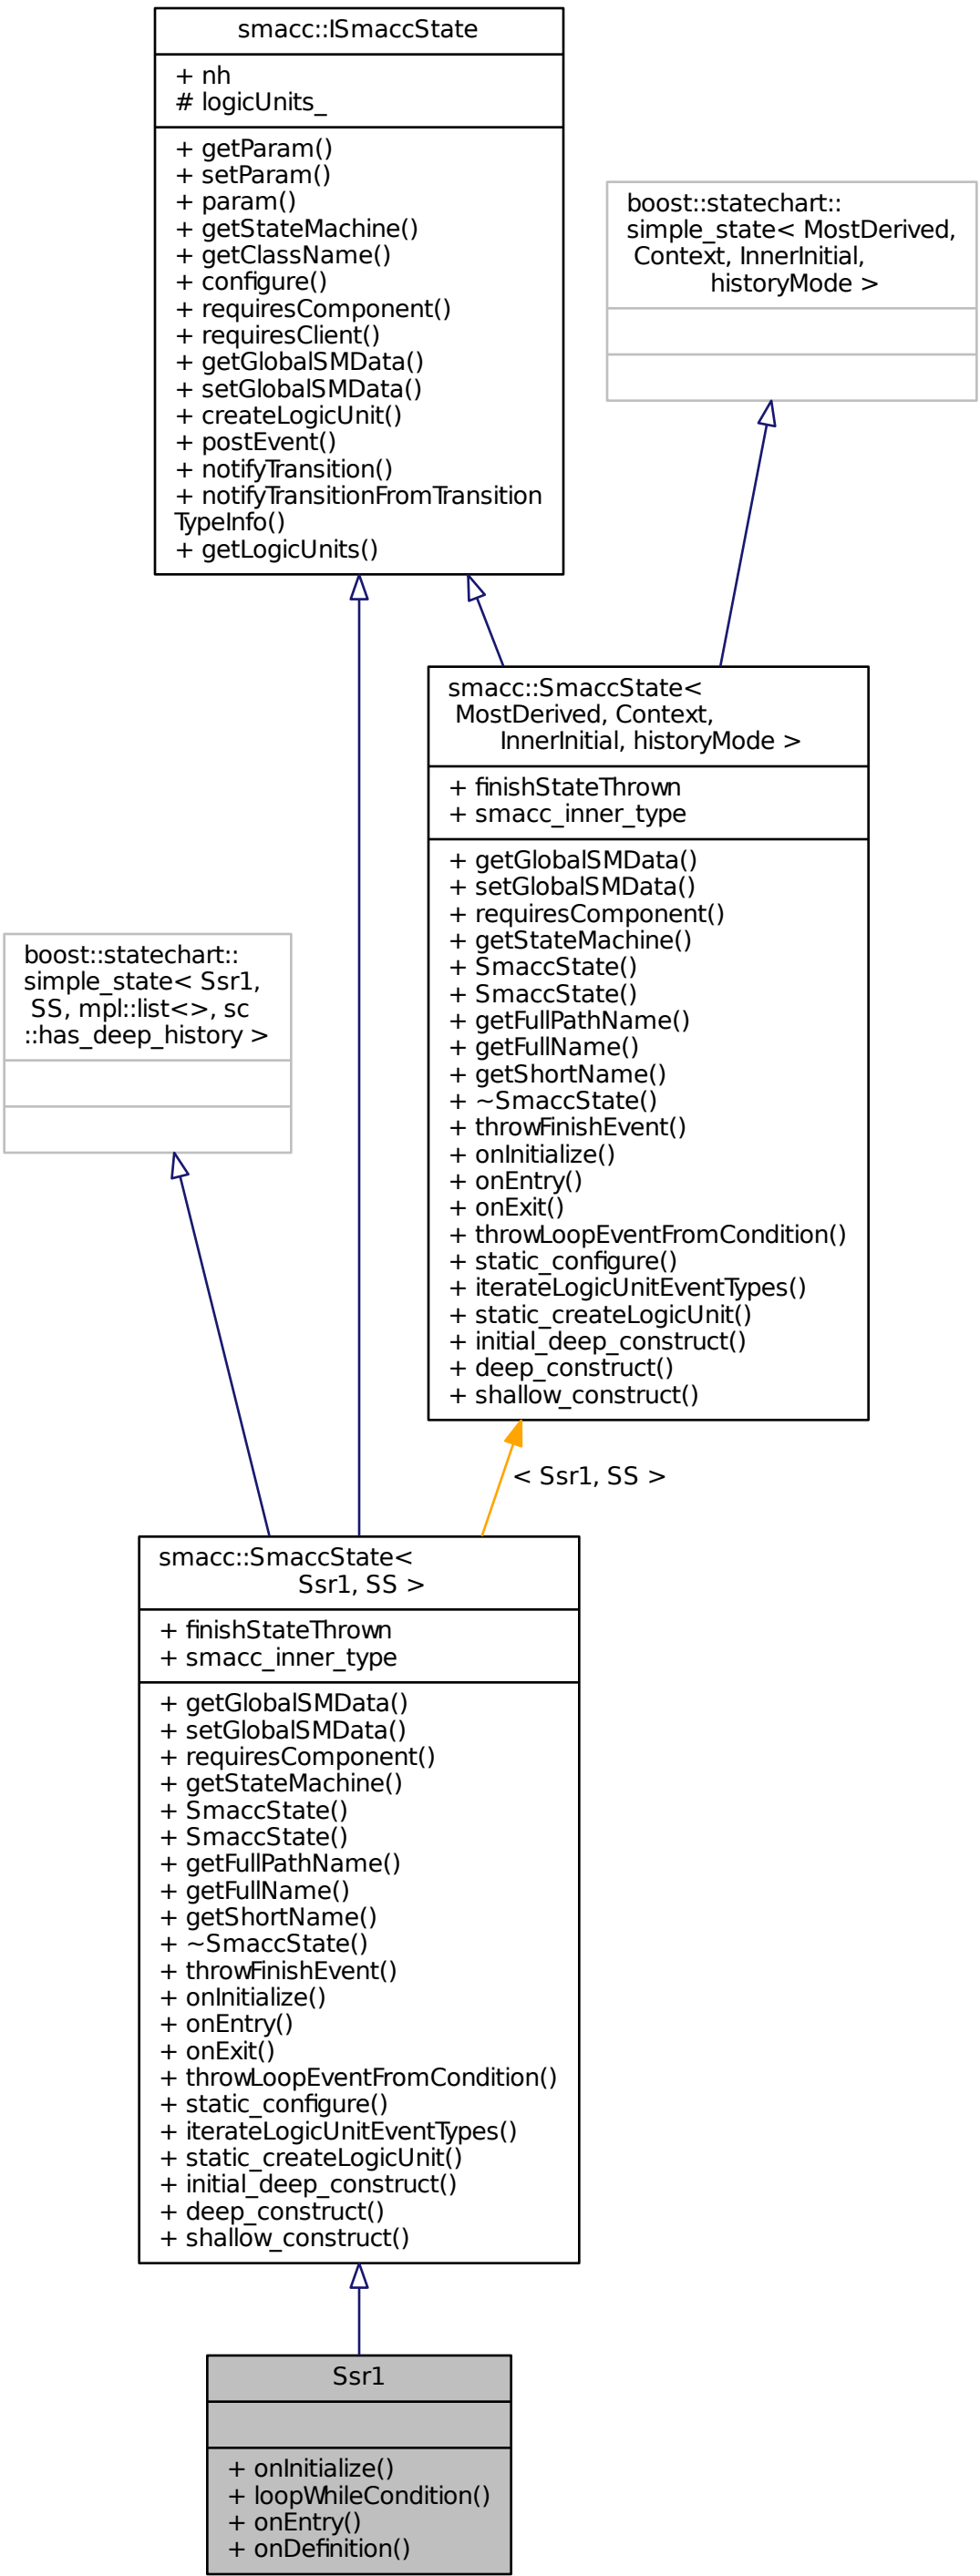 smacc::ISmaccState
+ nh
# logicUnits_
+ getParam()
+ setParam()
+ param()
+ getStateMachine()
+ getClassName()
+ configure()
+ requiresComponent()
+ requiresClient()
+ getGlobalSMData()
+ setGlobalSMData()
+ createLogicUnit()
+ postEvent()
+ notifyTransition()
+ notifyTransitionFromTransition
TypeInfo()
+ getLogicUnits()
boost::statechart::
simple_state< MostDerived,
Context, InnerInitial,
historyMode >
smacc::SmaccState<
MostDerived, Context,
InnerInitial, historyMode >
+ finishStateThrown
+ smacc_inner_type
+ getGlobalSMData()
+ setGlobalSMData()
+ requiresComponent()
+ getStateMachine()
+ SmaccState()
+ SmaccState()
+ getFullPathName()
+ getFullName()
+ getShortName()
+ ~SmaccState()
+ throwFinishEvent()
+ onInitialize()
+ onEntry()
+ onExit()
+ throwLoopEventFromCondition()
+ static_configure()
+ iterateLogicUnitEventTypes()
+ static_createLogicUnit()
+ initial_deep_construct()
+ deep_construct()
+ shallow_construct()
boost::statechart::
simple_state< Ssr1,
SS, mpl::list<>, sc
::has_deep_history >
< Ssr1, SS >
smacc::SmaccState<
Ssr1, SS >
+ finishStateThrown
+ smacc_inner_type
+ getGlobalSMData()
+ setGlobalSMData()
+ requiresComponent()
+ getStateMachine()
+ SmaccState()
+ SmaccState()
+ getFullPathName()
+ getFullName()
+ getShortName()
+ ~SmaccState()
+ throwFinishEvent()
+ onInitialize()
+ onEntry()
+ onExit()
+ throwLoopEventFromCondition()
+ static_configure()
+ iterateLogicUnitEventTypes()
+ static_createLogicUnit()
+ initial_deep_construct()
+ deep_construct()
+ shallow_construct()
Ssr1
+ onInitialize()
+ loopWhileCondition()
+ onEntry()
+ onDefinition()